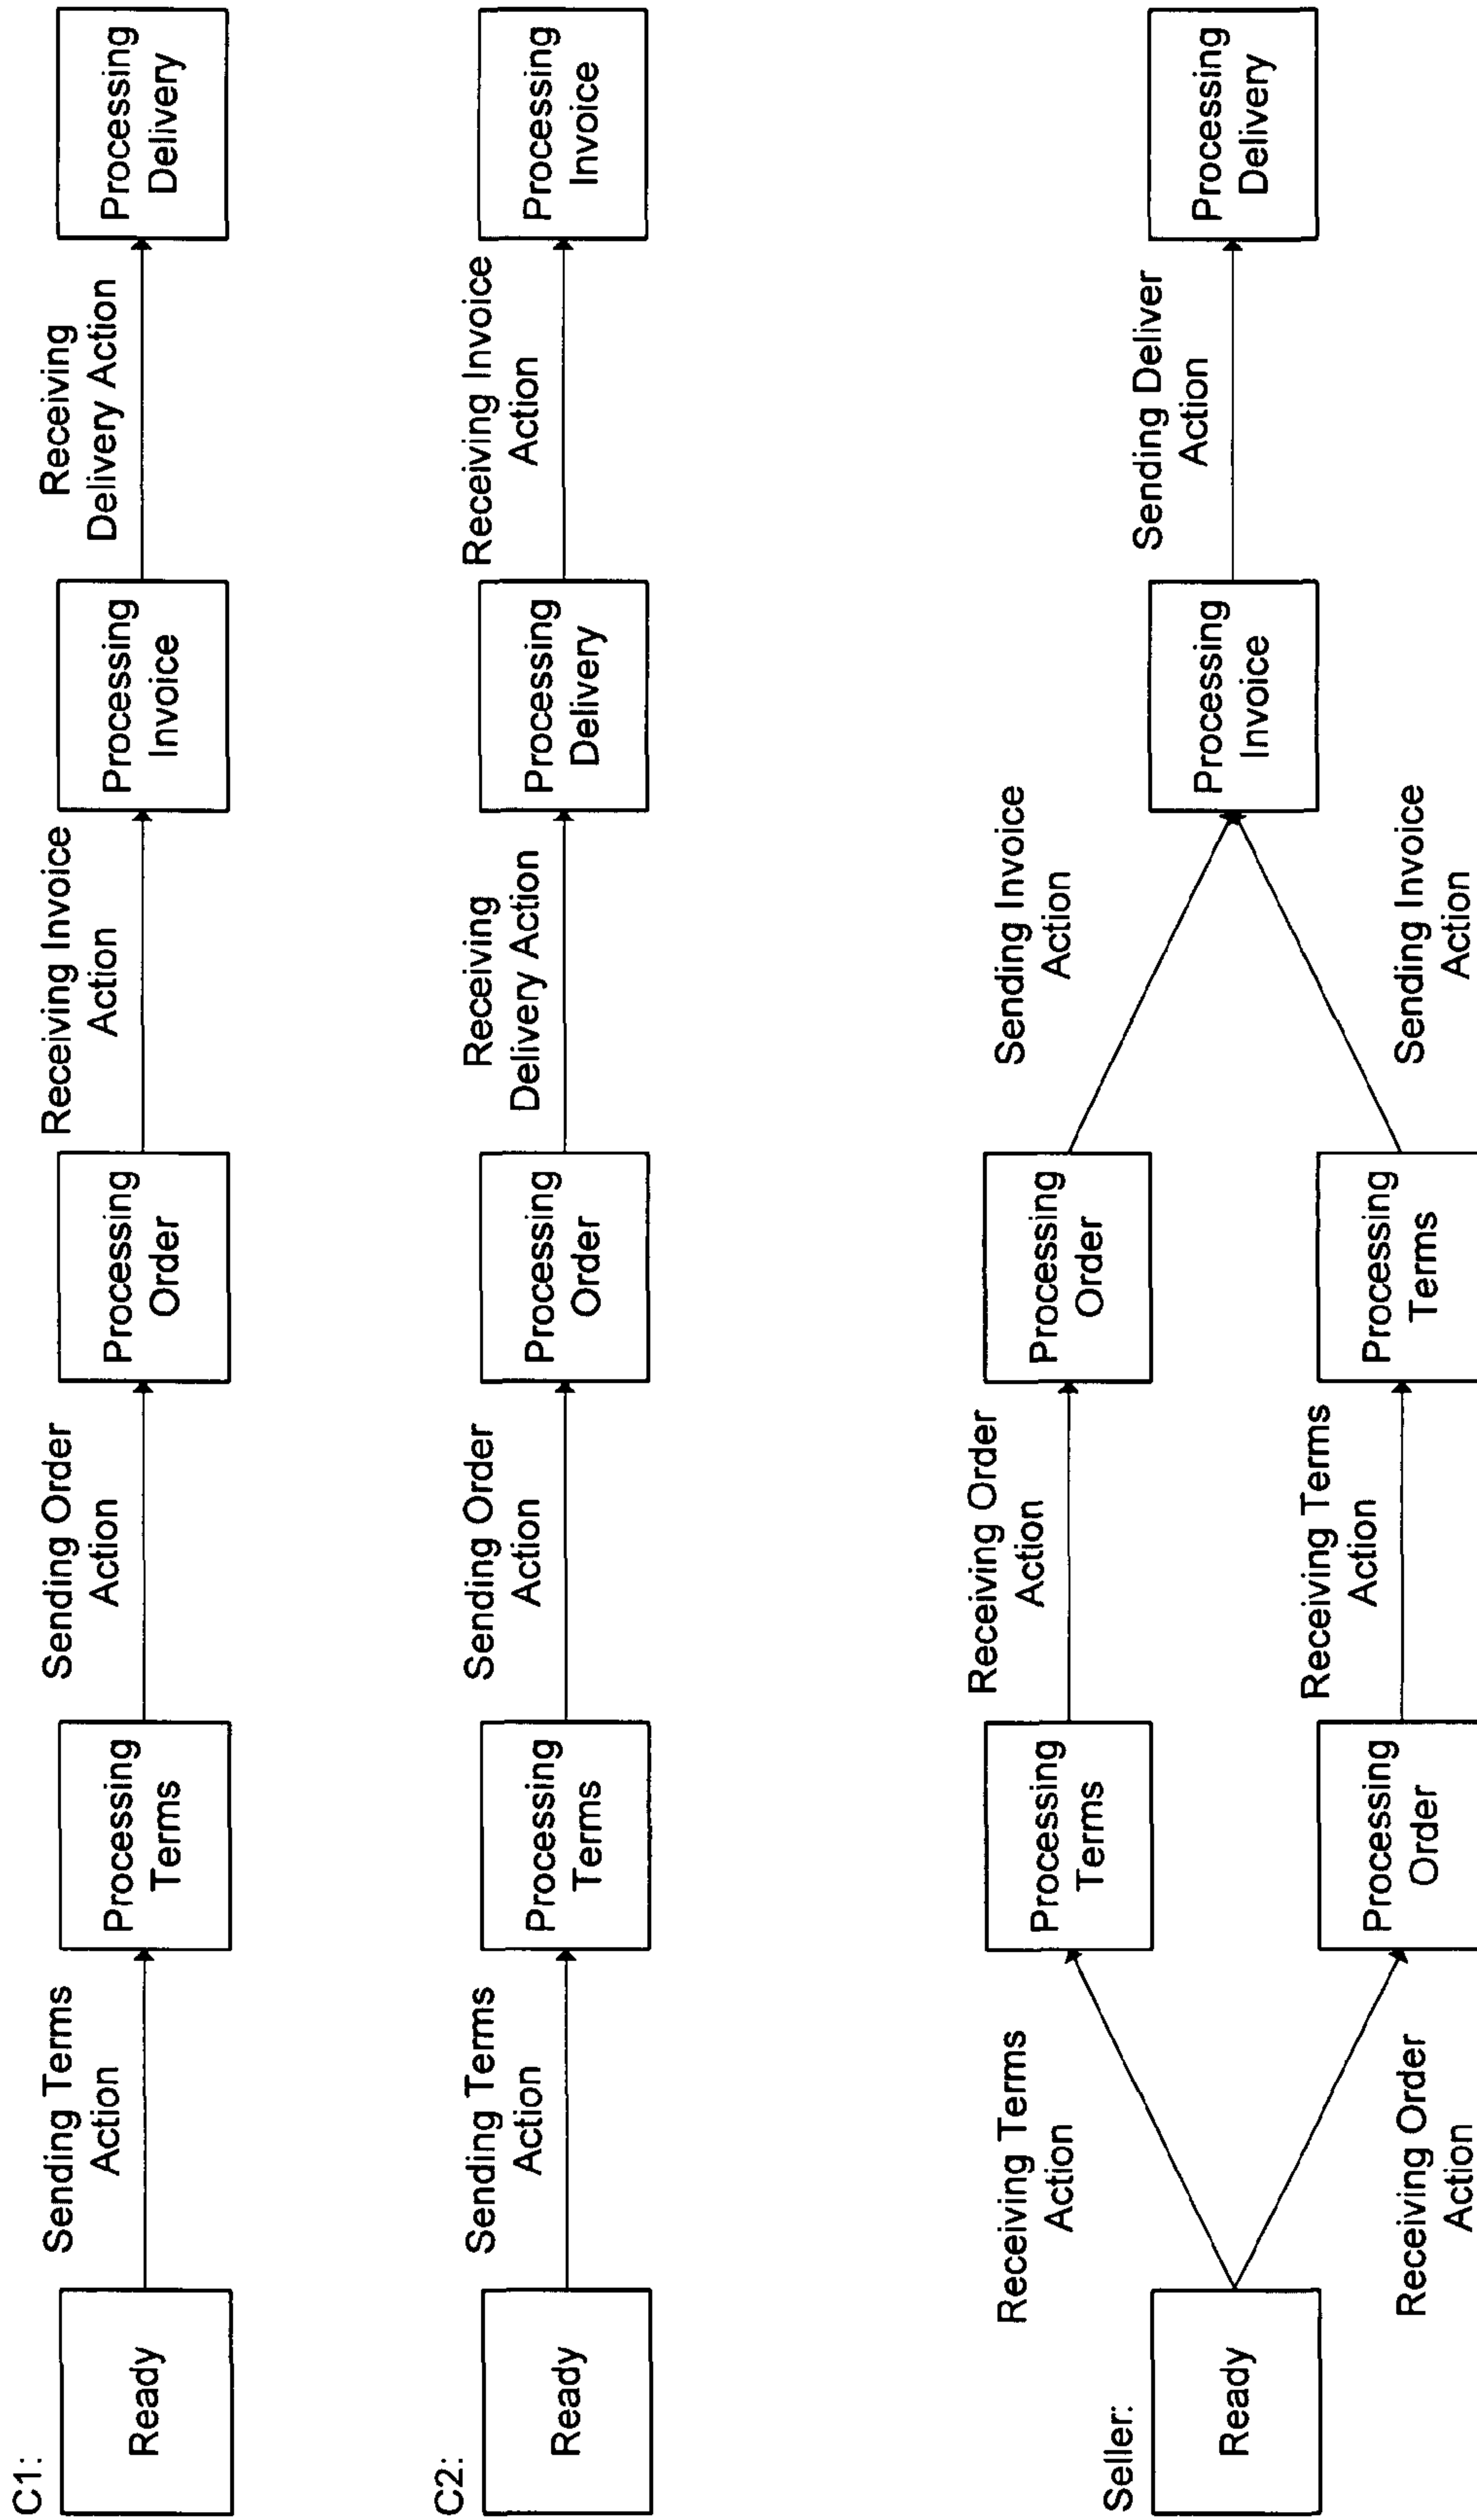 C1:
Ready
Sending Terms
Action
Processing
Terms
Sending Order
Action
Processing
Order
Receiving Invoice
Action
Processing
Invoice
Receiving
Delivery Action
Processing
Delivery
C2:
Ready
Sending Terms
Action
Processing
Terms
Sending Order
Action
Processing
Order
Receiving
Delivery Action
Processing
Delivery
Receiving Invoice
Action
Processing
Invoice
Seller:
Ready
Receiving Terms
Action
Processing
Terms
Receiving Order
Action
Processing
Order
Sending Invoice
Action
Receiving Order
Action
Processing
Order
Receiving Terms
Action
Processing
Terms
Sending Invoice
Action
Processing
Invoice
Sending Deliver
Action
Processing
Delivery